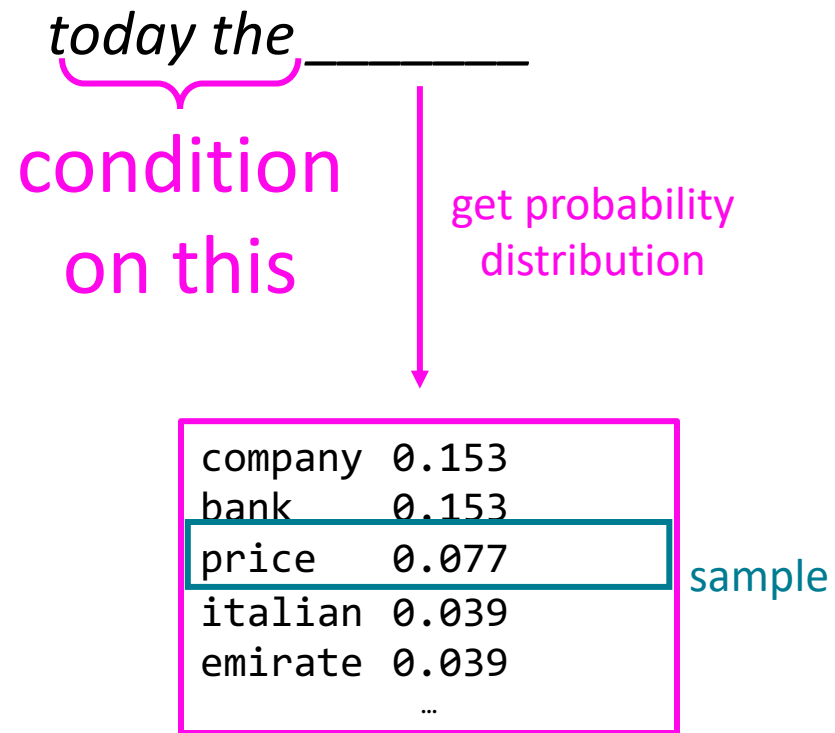 today the _______
condition
on this
get probability
distribution
company 0.153
bank 0.153
price 0.077
sample
italian 0.039
emirate 0.039
…